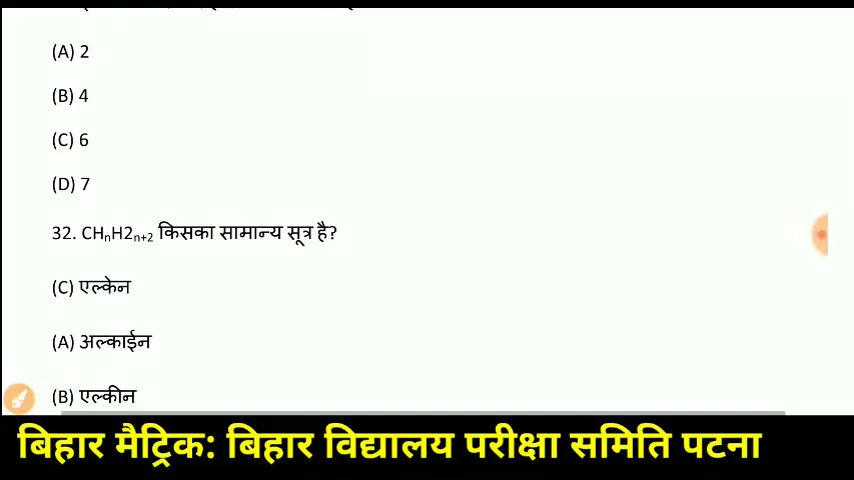 (A) 2
(B) 4
(C) 6
(D) 7
32. CHₙH2ₙ₊₂ किसका सामान्य सूत्र है?
(C) एल्केन
(A) अल्काईन
(B) एल्कीन
बिहार मैट्रिक: बिहार विद्यालय परीक्षा समिति पटना